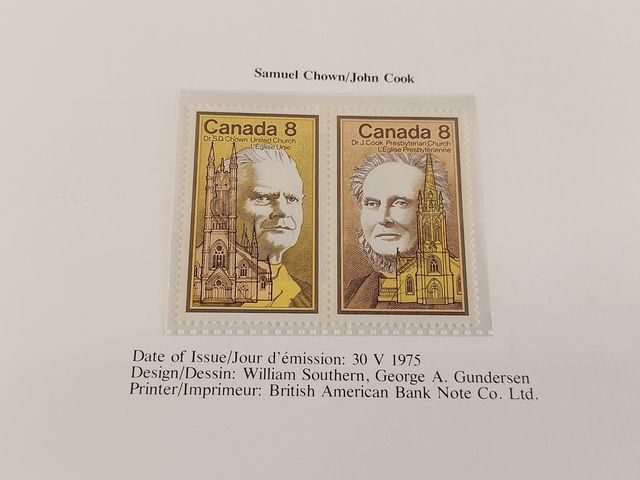 Samuel Chown/John Cook
Canada 8
Dr. S.D. Chown United Church
L'Église Unie
Canada 8
Dr. J. Cook Presbyterian Church
L'Église Presbytérienne
Date of Issue/Jour d'émission: 30 V 1975
Design/Dessin: William Southern, George A. Gundersen
Printer/Imprimeur: British American Bank Note Co. Ltd.